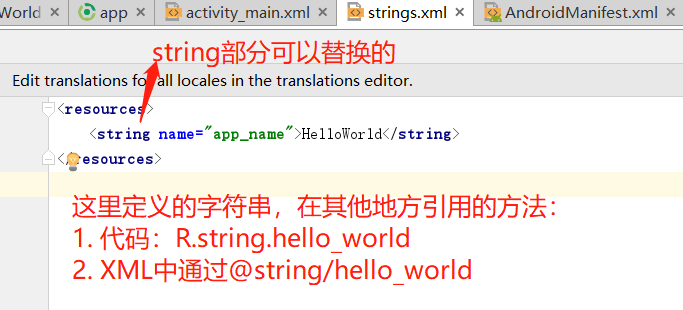 World app activity_main.xml strings.xml AndroidManifest.xml
string部分可以替换的
Edit translations for all locales in the translations editor.
<resources>
<string name="app_name">HelloWorld</string>
</resources>
这里定义的字符串，在其他地方引用的方法：
1. 代码：R.string.hello_world
2. XML中通过@string/hello_world